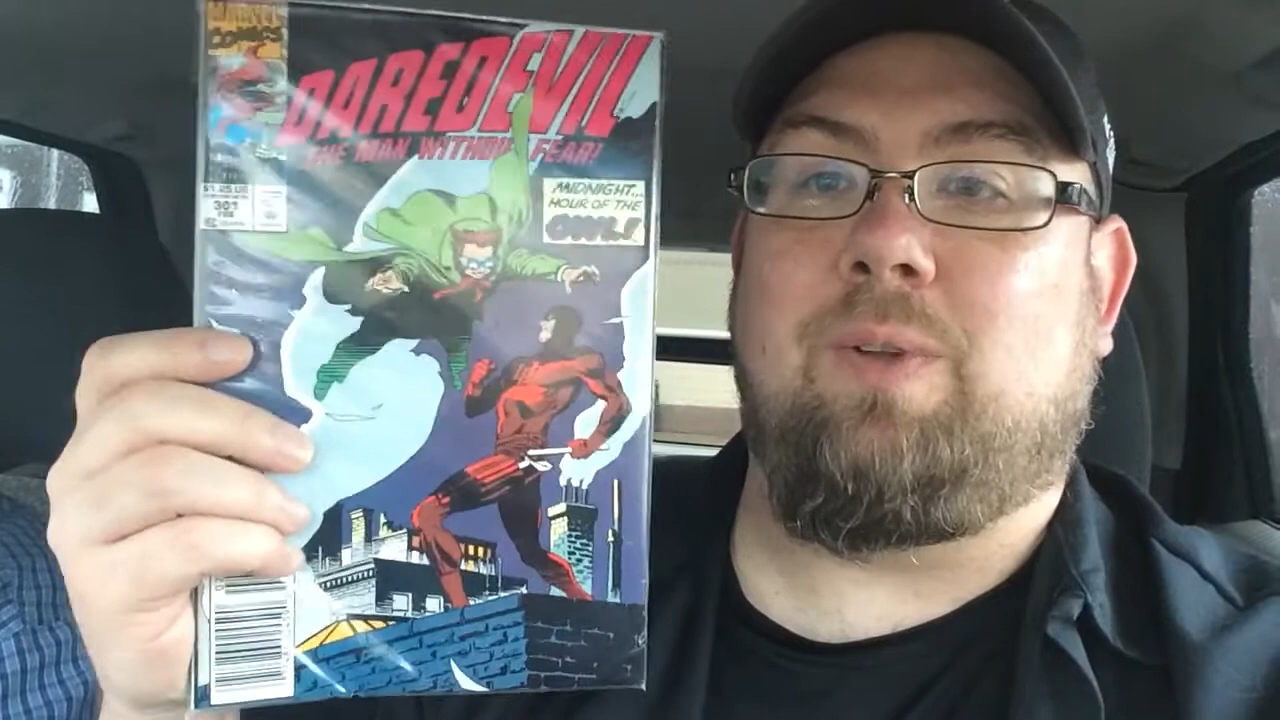 MARVEL
COMICS
DAREDEVIL
THE MAN WITHOUT FEAR!
$1.25 US
301
FEB
MIDNIGHT...
HOUR OF THE
OWL!